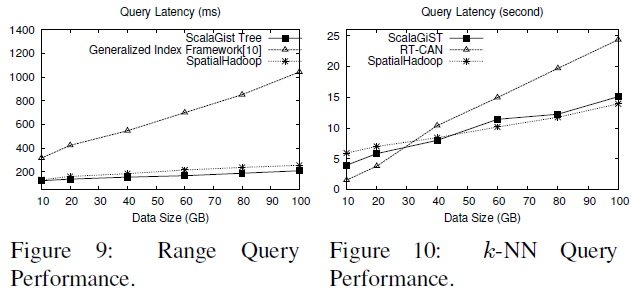 Query Latency (ms)
1400
1200
1000
800
600
400
200
ScalaGist Tree
Generalized Index Framework[10]
SpatialHadoop
10 20 30 40 50 60 70 80 90 100
Data Size (GB)
Figure 9: Range Query
Performance.
Query Latency (second)
25
20
15
10
5
0
ScalaGiST
RT-CAN
SpatialHadoop
10 20 30 40 50 60 70 80 90 100
Data Size (GB)
Figure 10: k-NN Query
Performance.